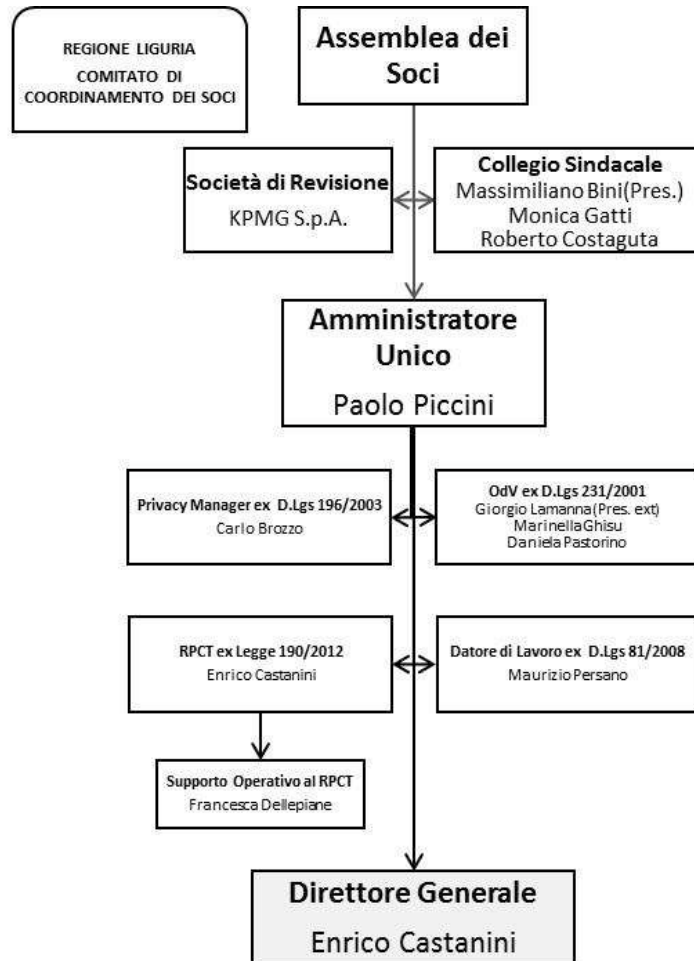 REGIONE LIGURIA
COMITATO DI
COORDINAMENTO DEI SOCI
Assemblea dei
Soci
Società di Revisione
KPMG S.p.A.
Collegio Sindacale
Massimiliano Bini(Pres.)
Monica Gatti
Roberto Costaguta
Amministratore
Unico
Paolo Piccini
Privacy Manager ex D.Lgs 196/2003
Carlo Brozzo
OdV ex D.Lgs 231/2001
Giorgio Lamanna(Pres. ext)
Marinella Ghisu
Daniela Pastorino
RPCT ex Legge 190/2012
Enrico Castanini
Datore di Lavoro ex D.Lgs 81/2008
Maurizio Persano
Supporto Operativo al RPCT
Francesca Dellepiane
Direttore Generale
Enrico Castanini